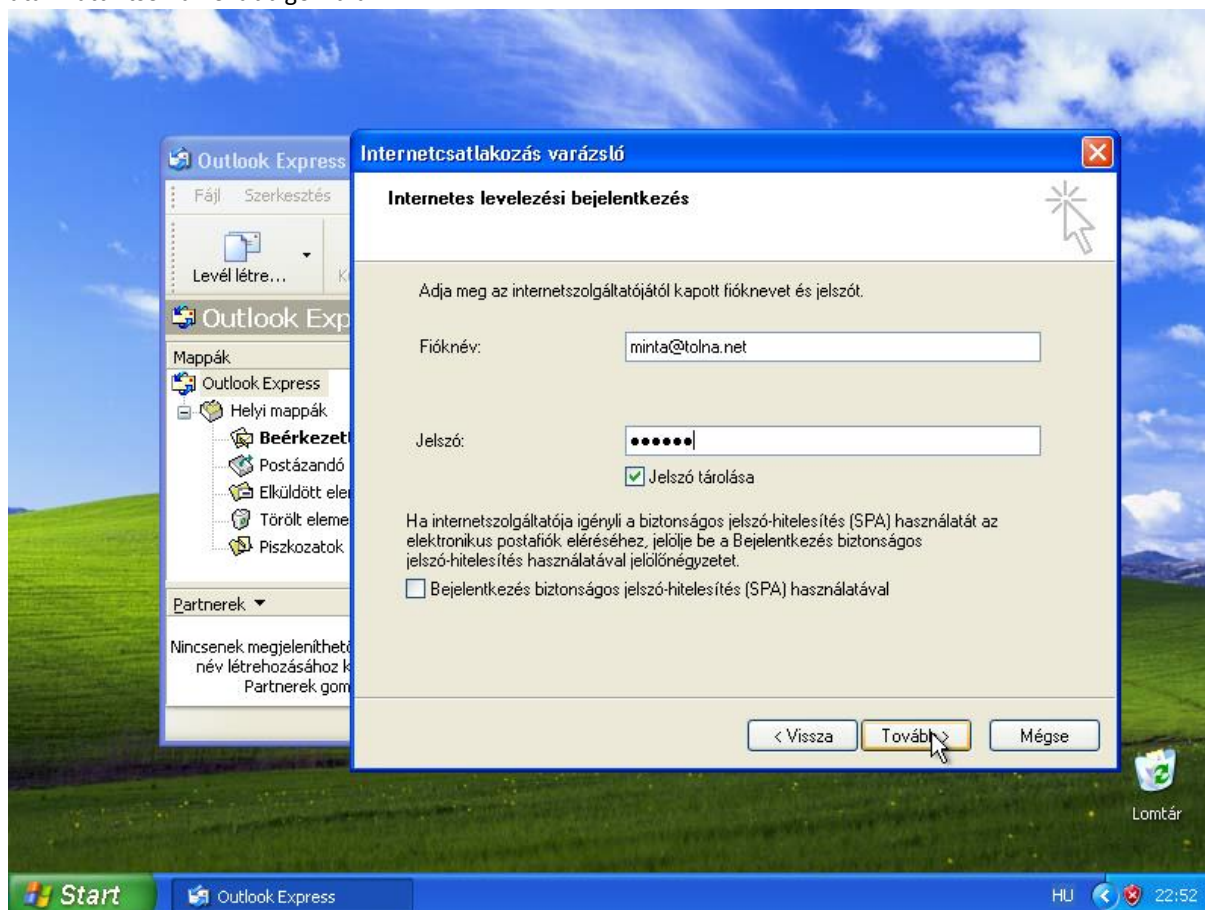 Outlook Express
Internetcsatlakozás varázsló
Fájl Szerkesztés
Internetes levelezési bejelentkezés
Levél létre...
Adja meg az internetszolgáltatójától kapott fióknevet és jelszót.
Outlook Exp
Fióknév: minta@tolna.net
Mappák
Outlook Express
Helyi mappák
Beérkezett
Jelszó: ●●●●●●
Postázandó
Jelszó tárolása
Elküldött ele
Törölt eleme
Piszkozatok
Ha internetszolgáltatója igényli a biztonságos jelszó-hitelesítés (SPA) használatát az
elektronikus postafiók eléréséhez, jelölje be a Bejelentkezés biztonságos
jelszó-hitelesítés használatával jelölőnégyzetet.
Bejelentkezés biztonságos jelszó-hitelesítés (SPA) használatával
Partnerek
Nincsenek megjeleníthető
név létrehozásához k
Partnerek gom
< Vissza Tovább > Mégse
Lomtár
Start Outlook Express HU 22:52